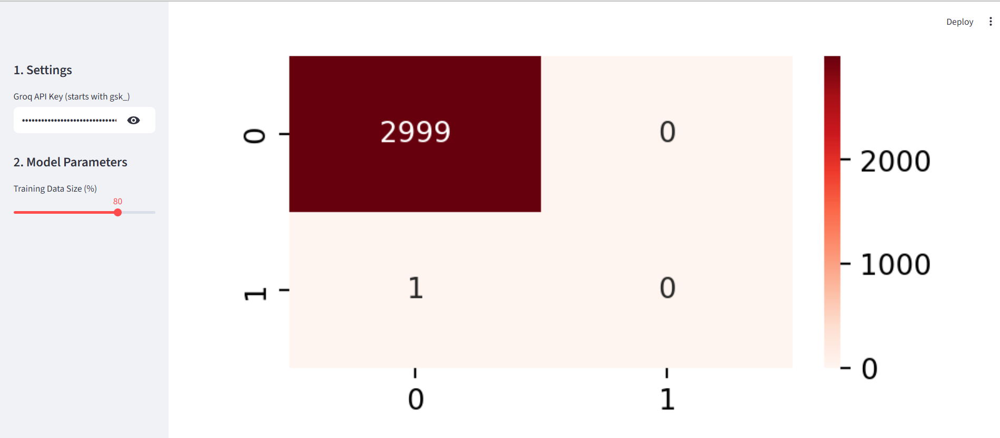 Deploy
1. Settings
Groq API Key (starts with gsk_)
••••••••••••••••••••••••••••••
2. Model Parameters
Training Data Size (%)
80
0
2999
0
1
1
0
0
1
2000
1000
0